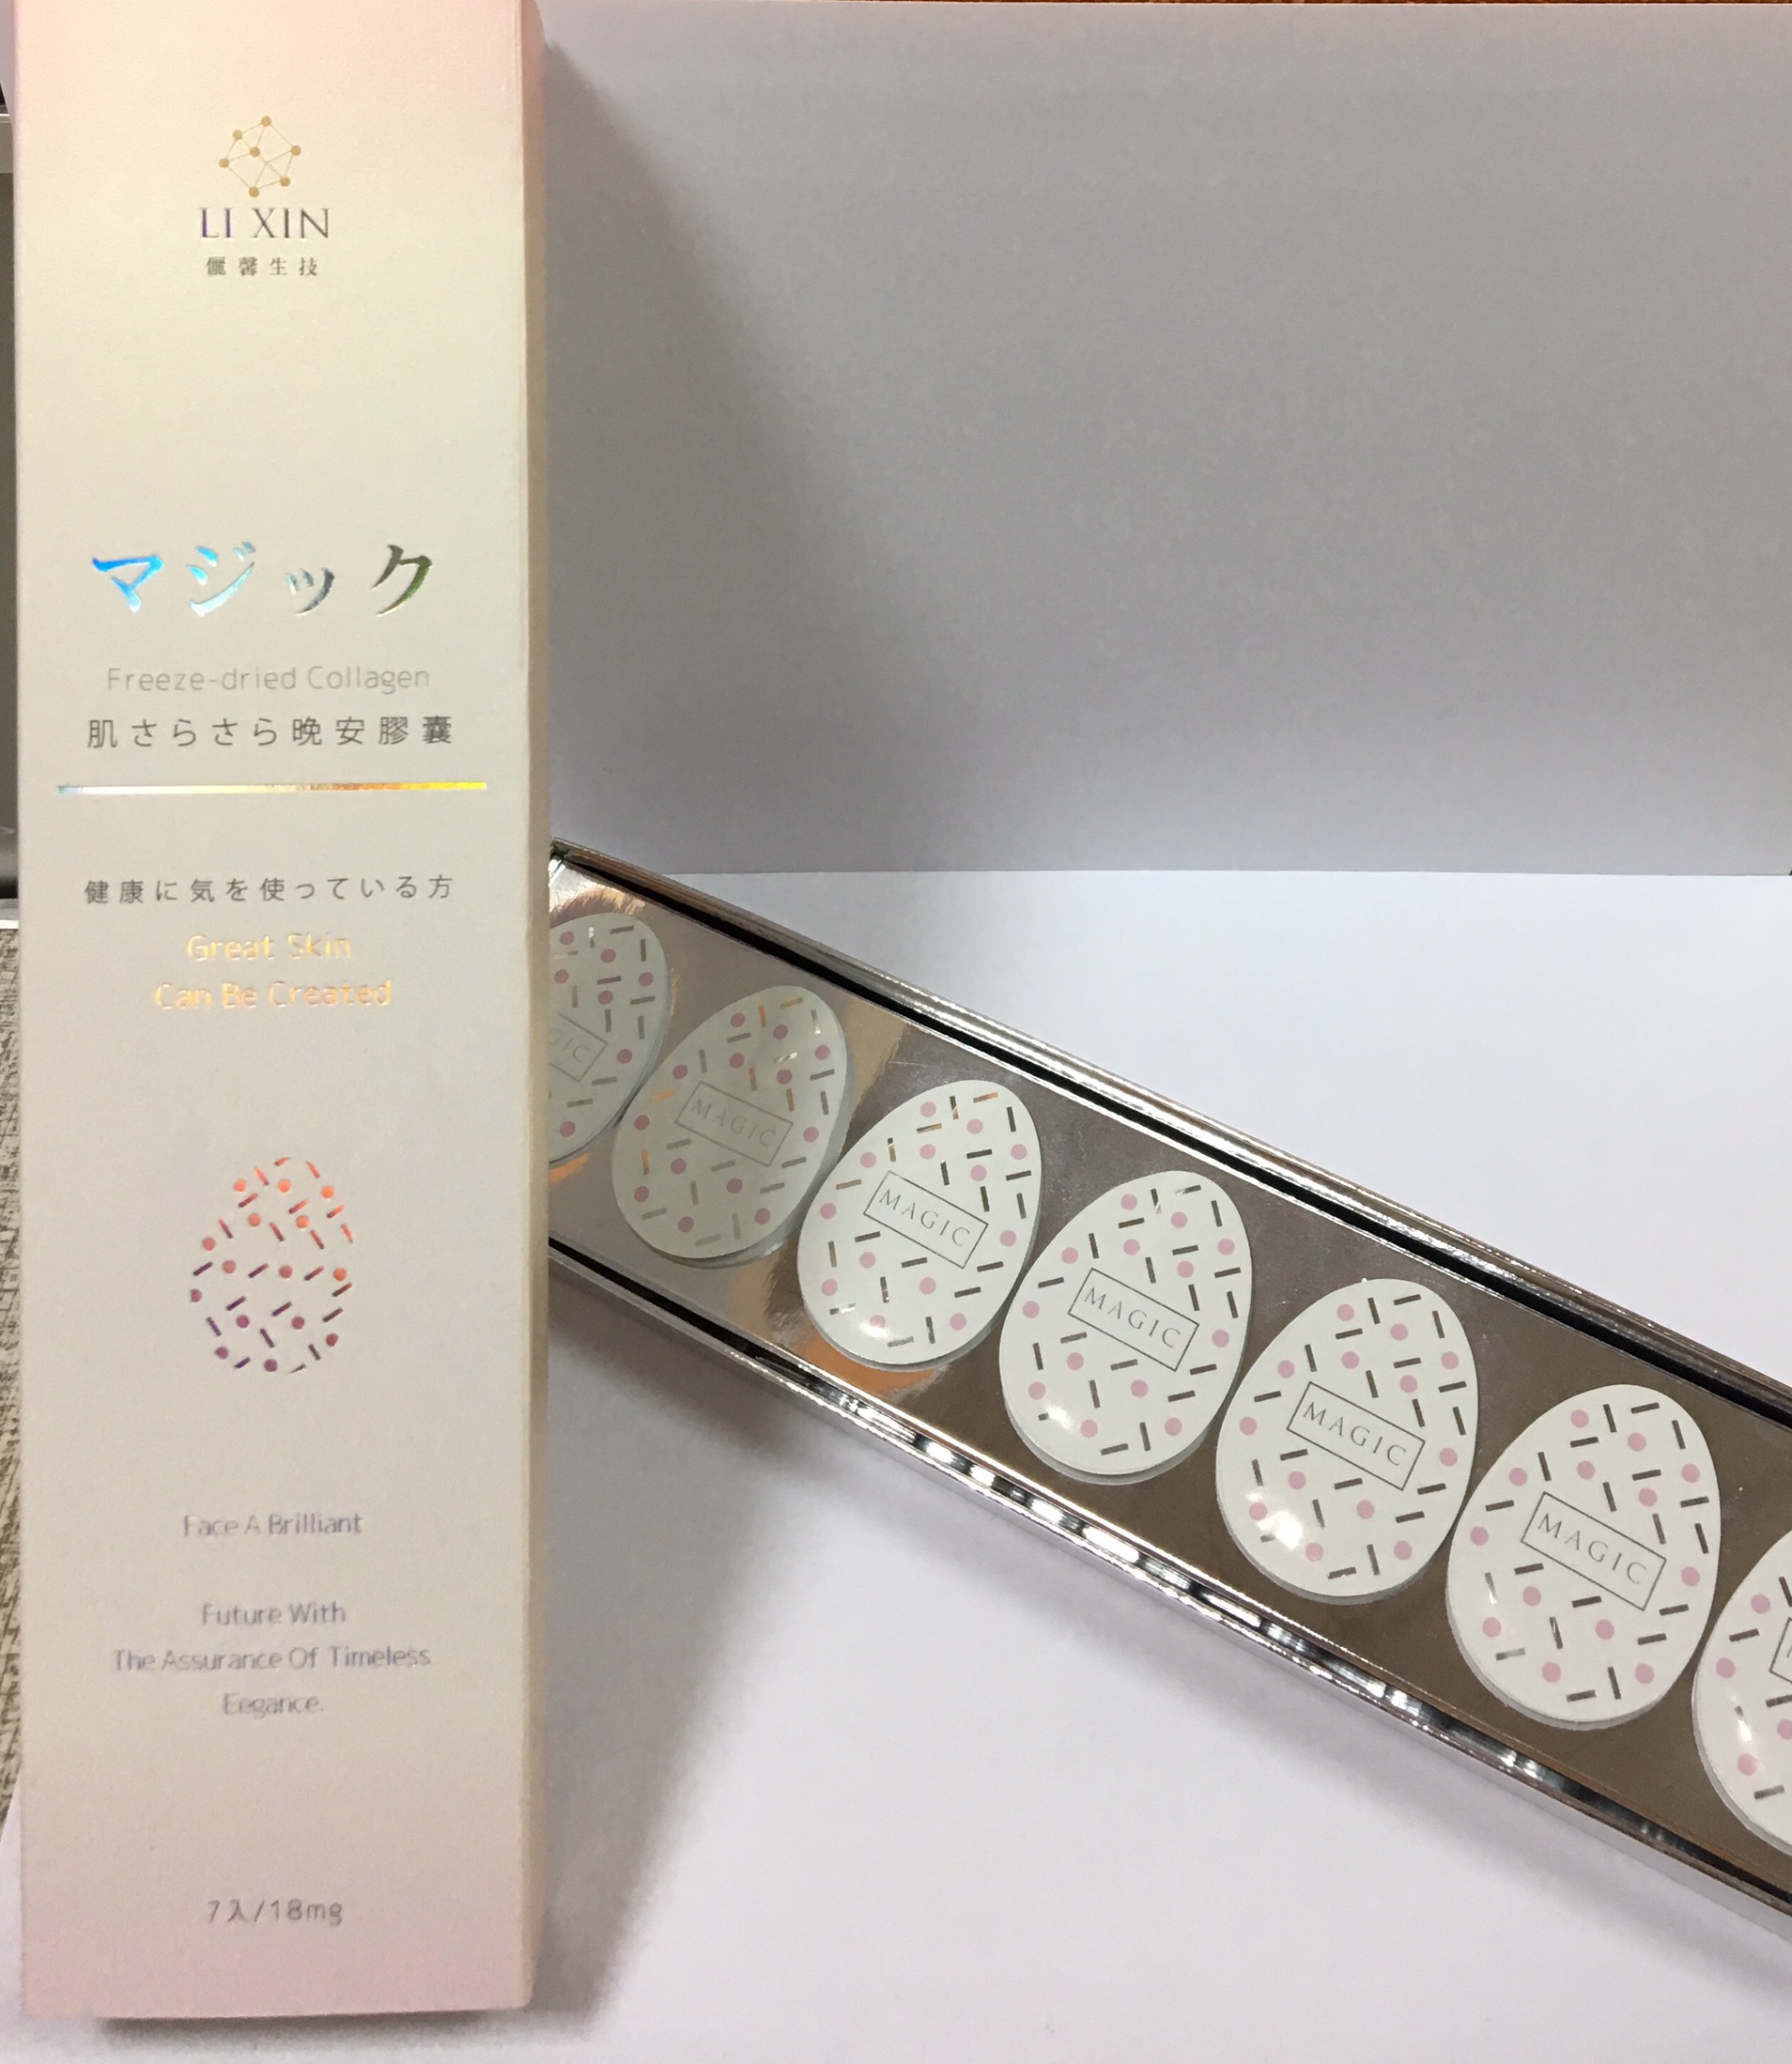 LI XIN
儷馨生技
マジック
Freeze-dried Collagen
肌さらさら晩安膠囊
健康に気を使っている方
Great Skin
Can Be Created
Face A Brilliant
Future With
The Assurance Of Timeless
Eegance.
7入/18mg
GIC
MAGIC
MAGIC
MAGIC
MAGIC
MAGIC